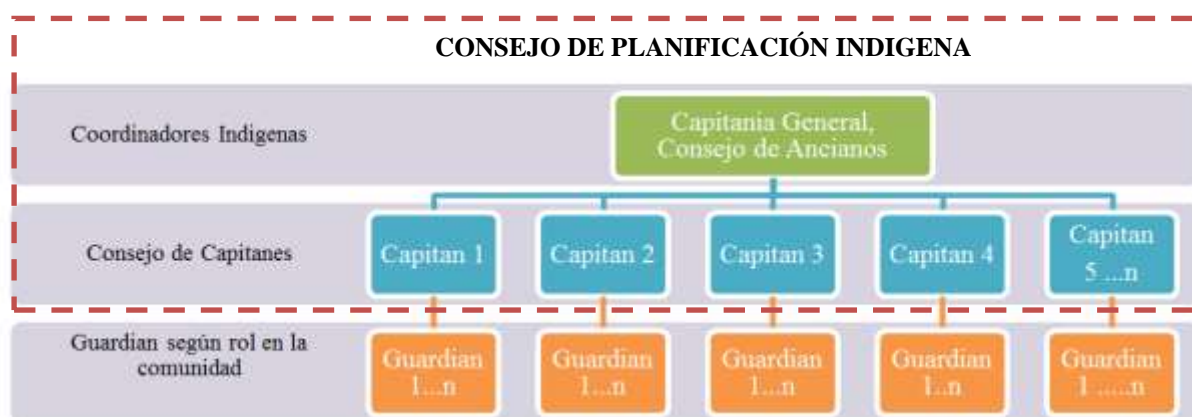 CONSEJO DE PLANIFICACIÓN INDIGENA
Coordinadores Indigenas
Capitania General,
Consejo de Ancianos
Consejo de Capitanes
Capitan 1
Capitan 2
Capitan 3
Capitan 4
Capitan
5 ...n
Guardian según rol en la
comunidad
Guardian
1...n
Guardian
1...n
Guardian
1...n
Guardian
1..n
Guardian
1 .....n